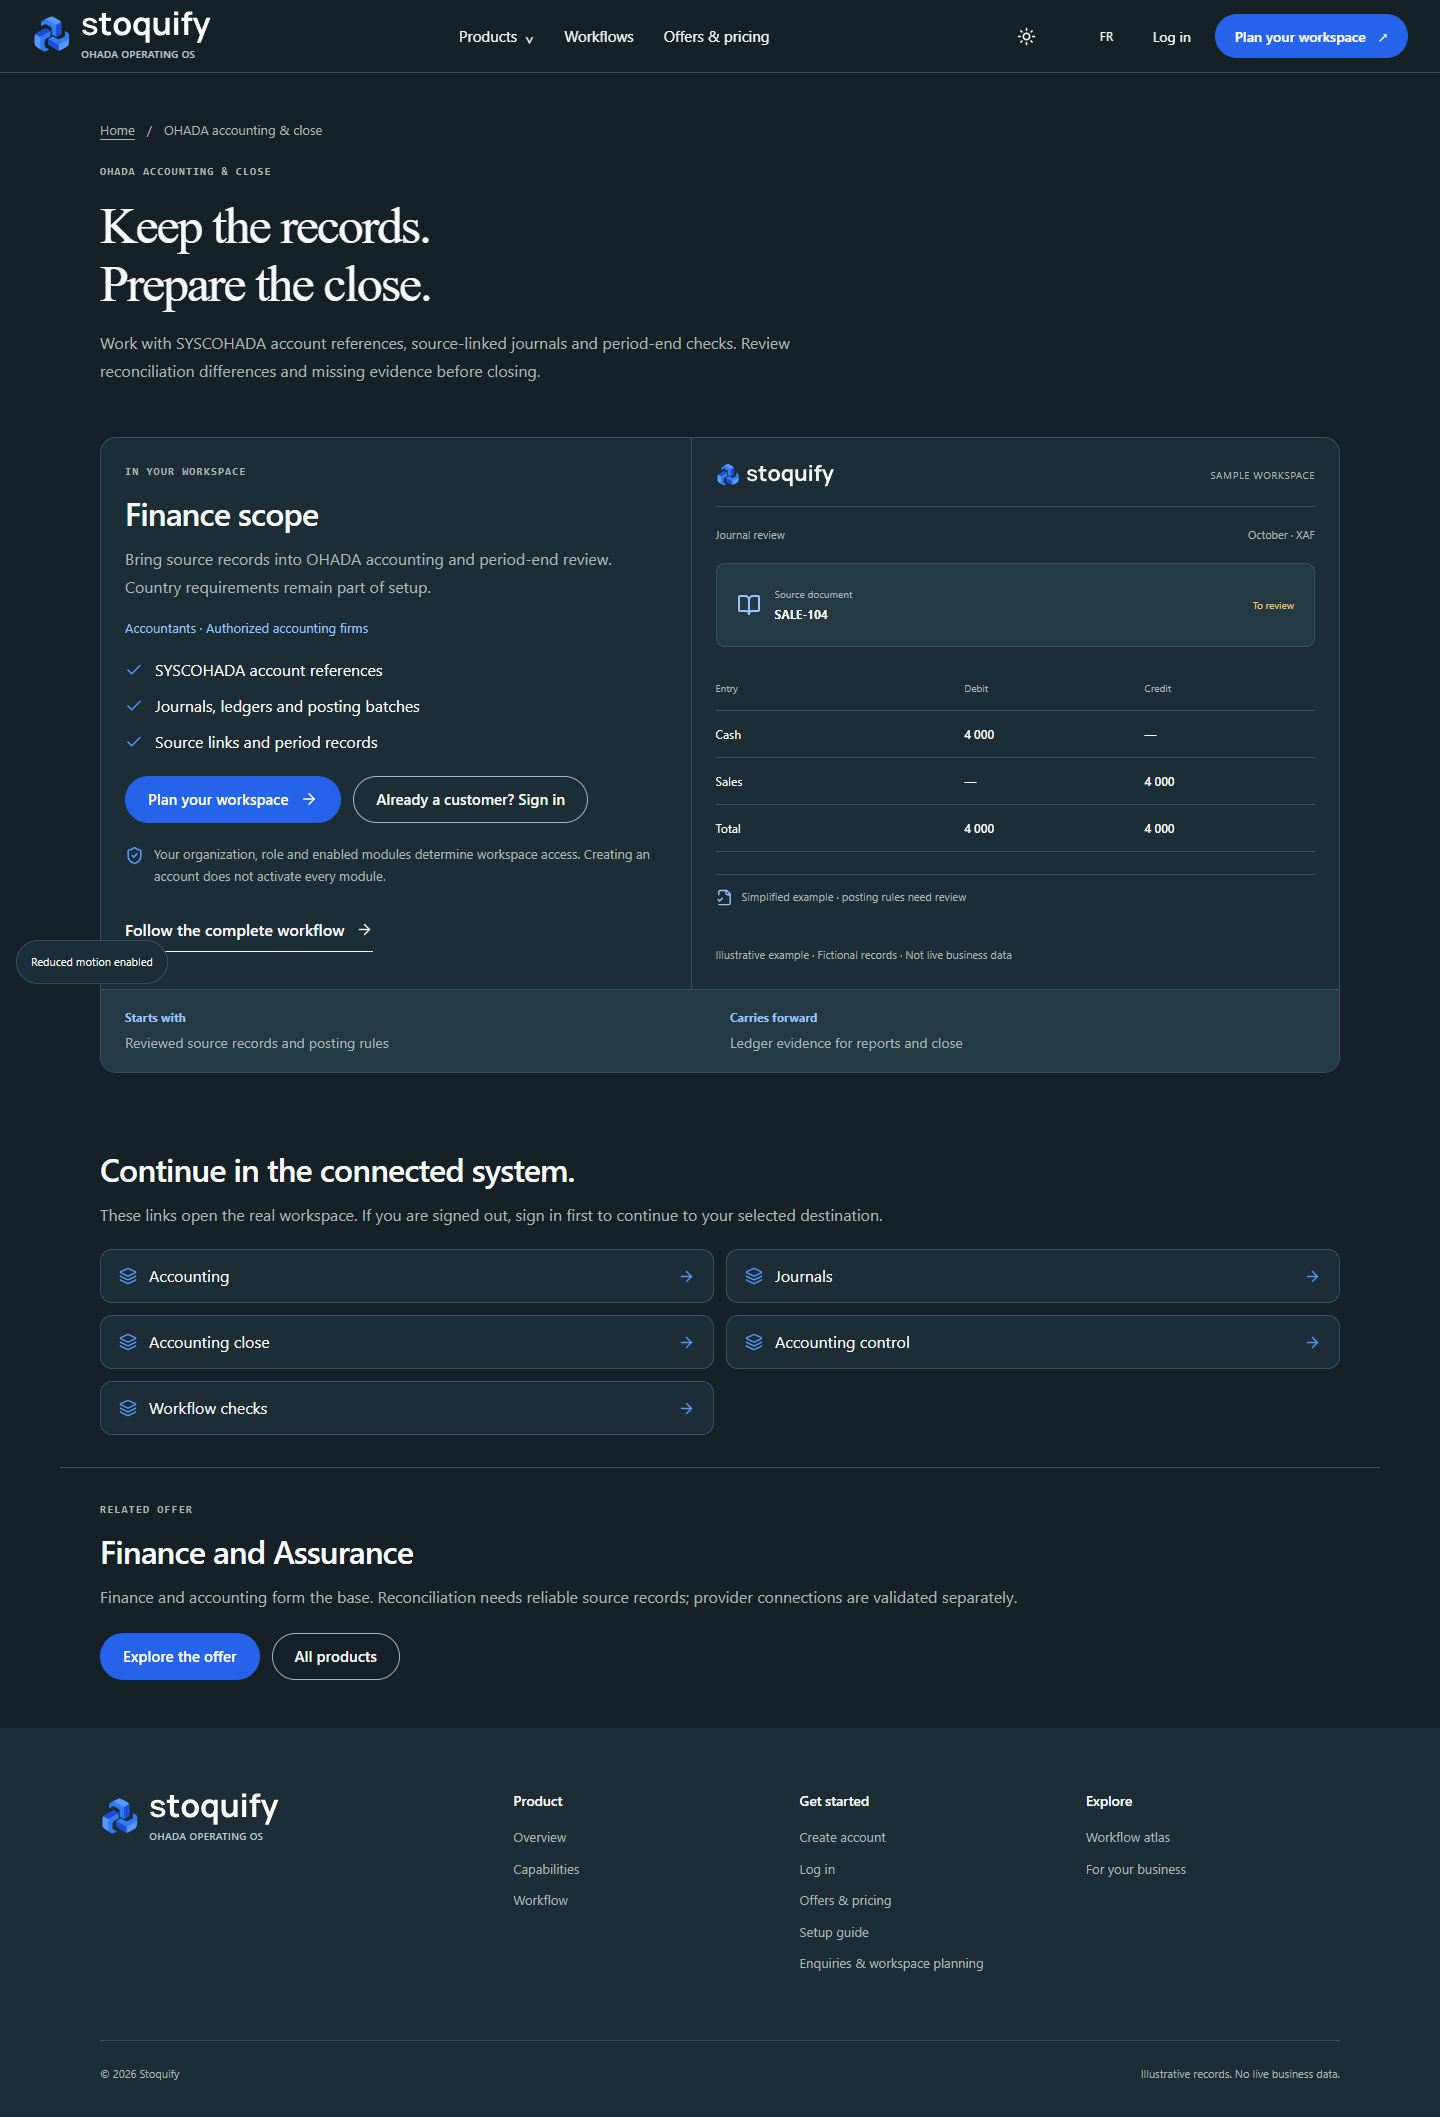 stoquify
OHADA OPERATING OS
Products
Workflows
Offers & pricing
FR
Log in
Plan your workspace ↗
Home / OHADA accounting & close
OHADA ACCOUNTING & CLOSE
Keep the records.
Prepare the close.
Work with SYSCOHADA account references, source-linked journals and period-end checks. Review
reconciliation differences and missing evidence before closing.
IN YOUR WORKSPACE
Finance scope
Bring source records into OHADA accounting and period-end review.
Country requirements remain part of setup.
Accountants · Authorized accounting firms
SYSCOHADA account references
Journals, ledgers and posting batches
Source links and period records
Plan your workspace →
Already a customer? Sign in
Your organization, role and enabled modules determine workspace access. Creating an
account does not activate every module.
Follow the complete workflow →
Reduced motion enabled
stoquify
SAMPLE WORKSPACE
Journal review
October · XAF
Source document
SALE-104
To review
Entry Debit Credit
Cash 4 000 —
Sales — 4 000
Total 4 000 4 000
Simplified example · posting rules need review
Illustrative example · Fictional records · Not live business data
Starts with
Reviewed source records and posting rules
Carries forward
Ledger evidence for reports and close
Continue in the connected system.
These links open the real workspace. If you are signed out, sign in first to continue to your selected destination.
Accounting →
Journals →
Accounting close →
Accounting control →
Workflow checks →
RELATED OFFER
Finance and Assurance
Finance and accounting form the base. Reconciliation needs reliable source records; provider connections are validated separately.
Explore the offer
All products
stoquify
OHADA OPERATING OS
Product
Overview
Capabilities
Workflow
Get started
Create account
Log in
Offers & pricing
Setup guide
Enquiries & workspace planning
Explore
Workflow atlas
For your business
© 2026 Stoquify
Illustrative records. No live business data.